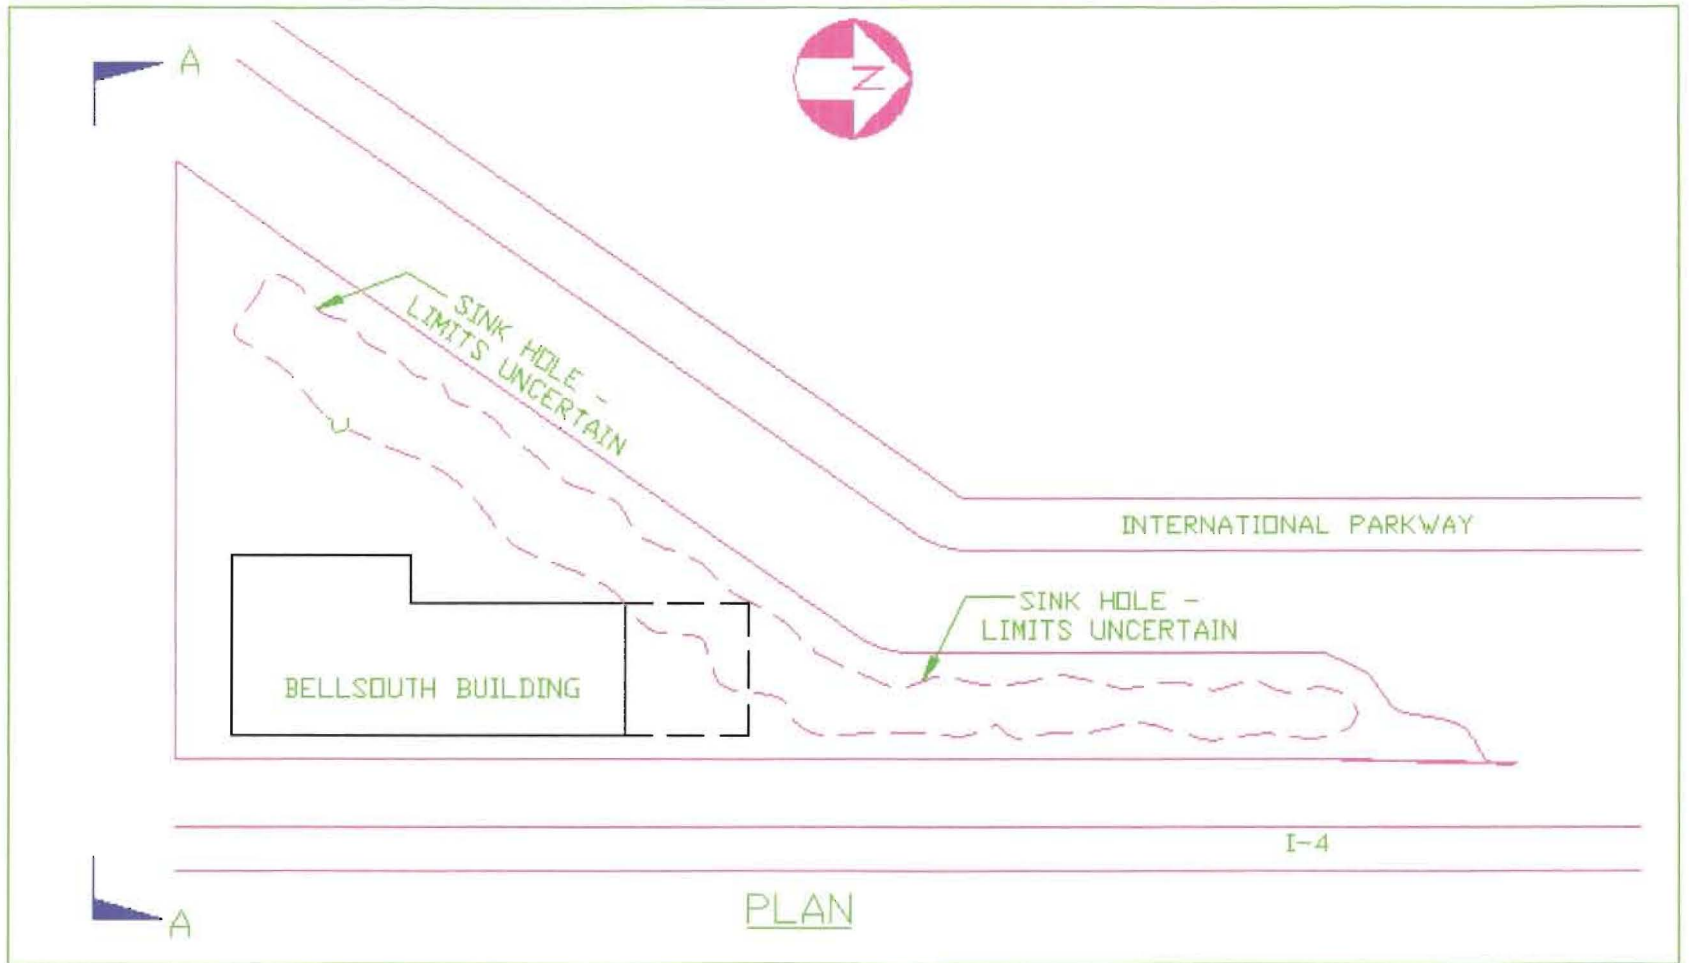 A
N
SINK HOLE -
LIMITS UNCERTAIN
INTERNATIONAL PARKWAY
SINK HOLE -
LIMITS UNCERTAIN
BELLSOUTH BUILDING
I-4
PLAN
A